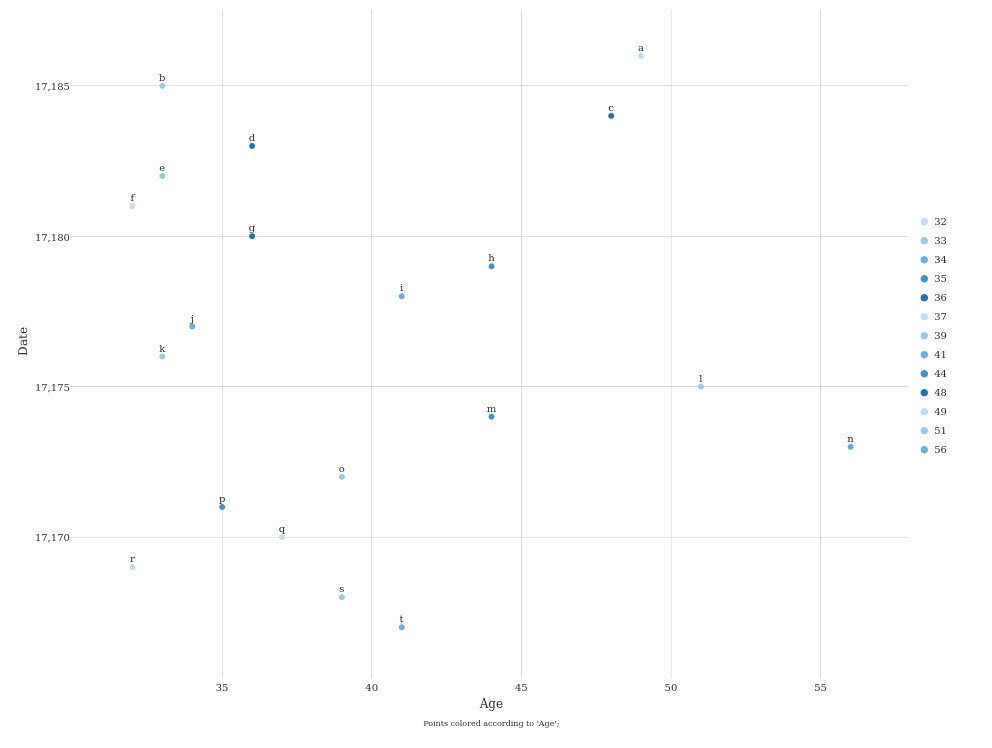 a
b
17,185
c
d
e
f
g
17,180
h
i
j
k
l
17,175
m
n
o
p
q
17,170
r
s
t
Date
32
33
34
35
36
37
39
41
44
48
49
51
56
35 40 45 50 55
Age
Points colored according to 'Age';